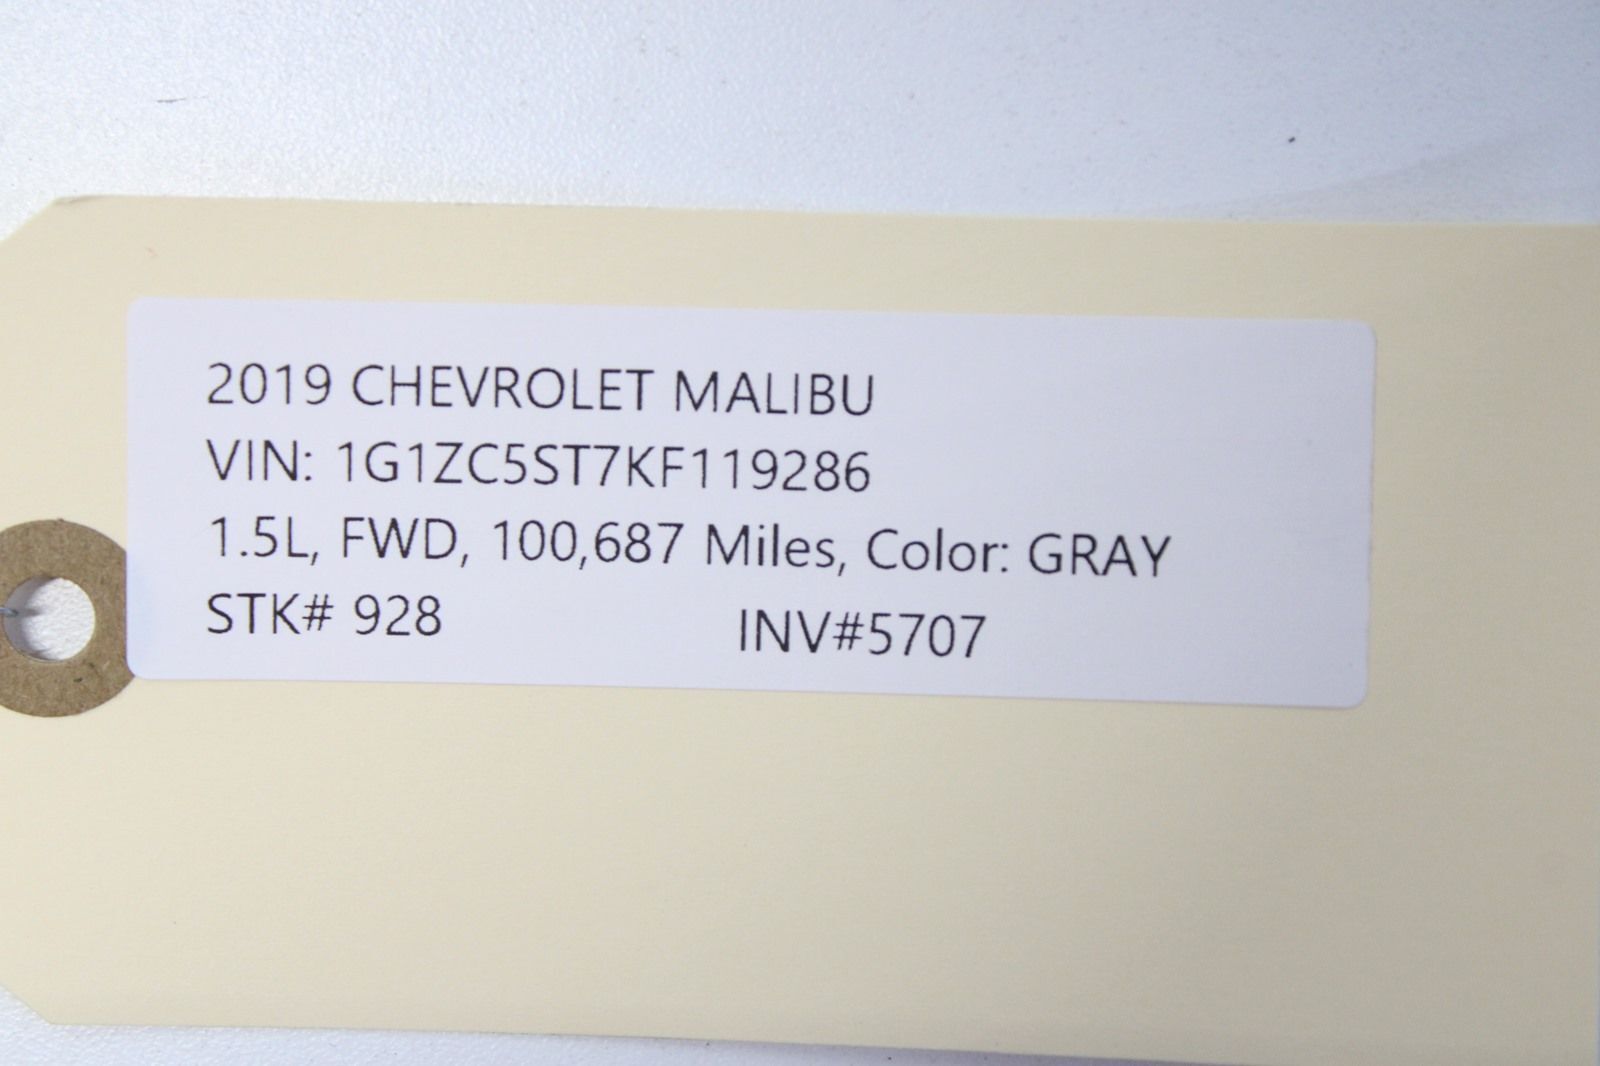 2019 CHEVROLET MALIBU
VIN: 1G1ZC5ST7KF119286
1.5L, FWD, 100,687 Miles, Color: GRAY
STK# 928 INV#5707